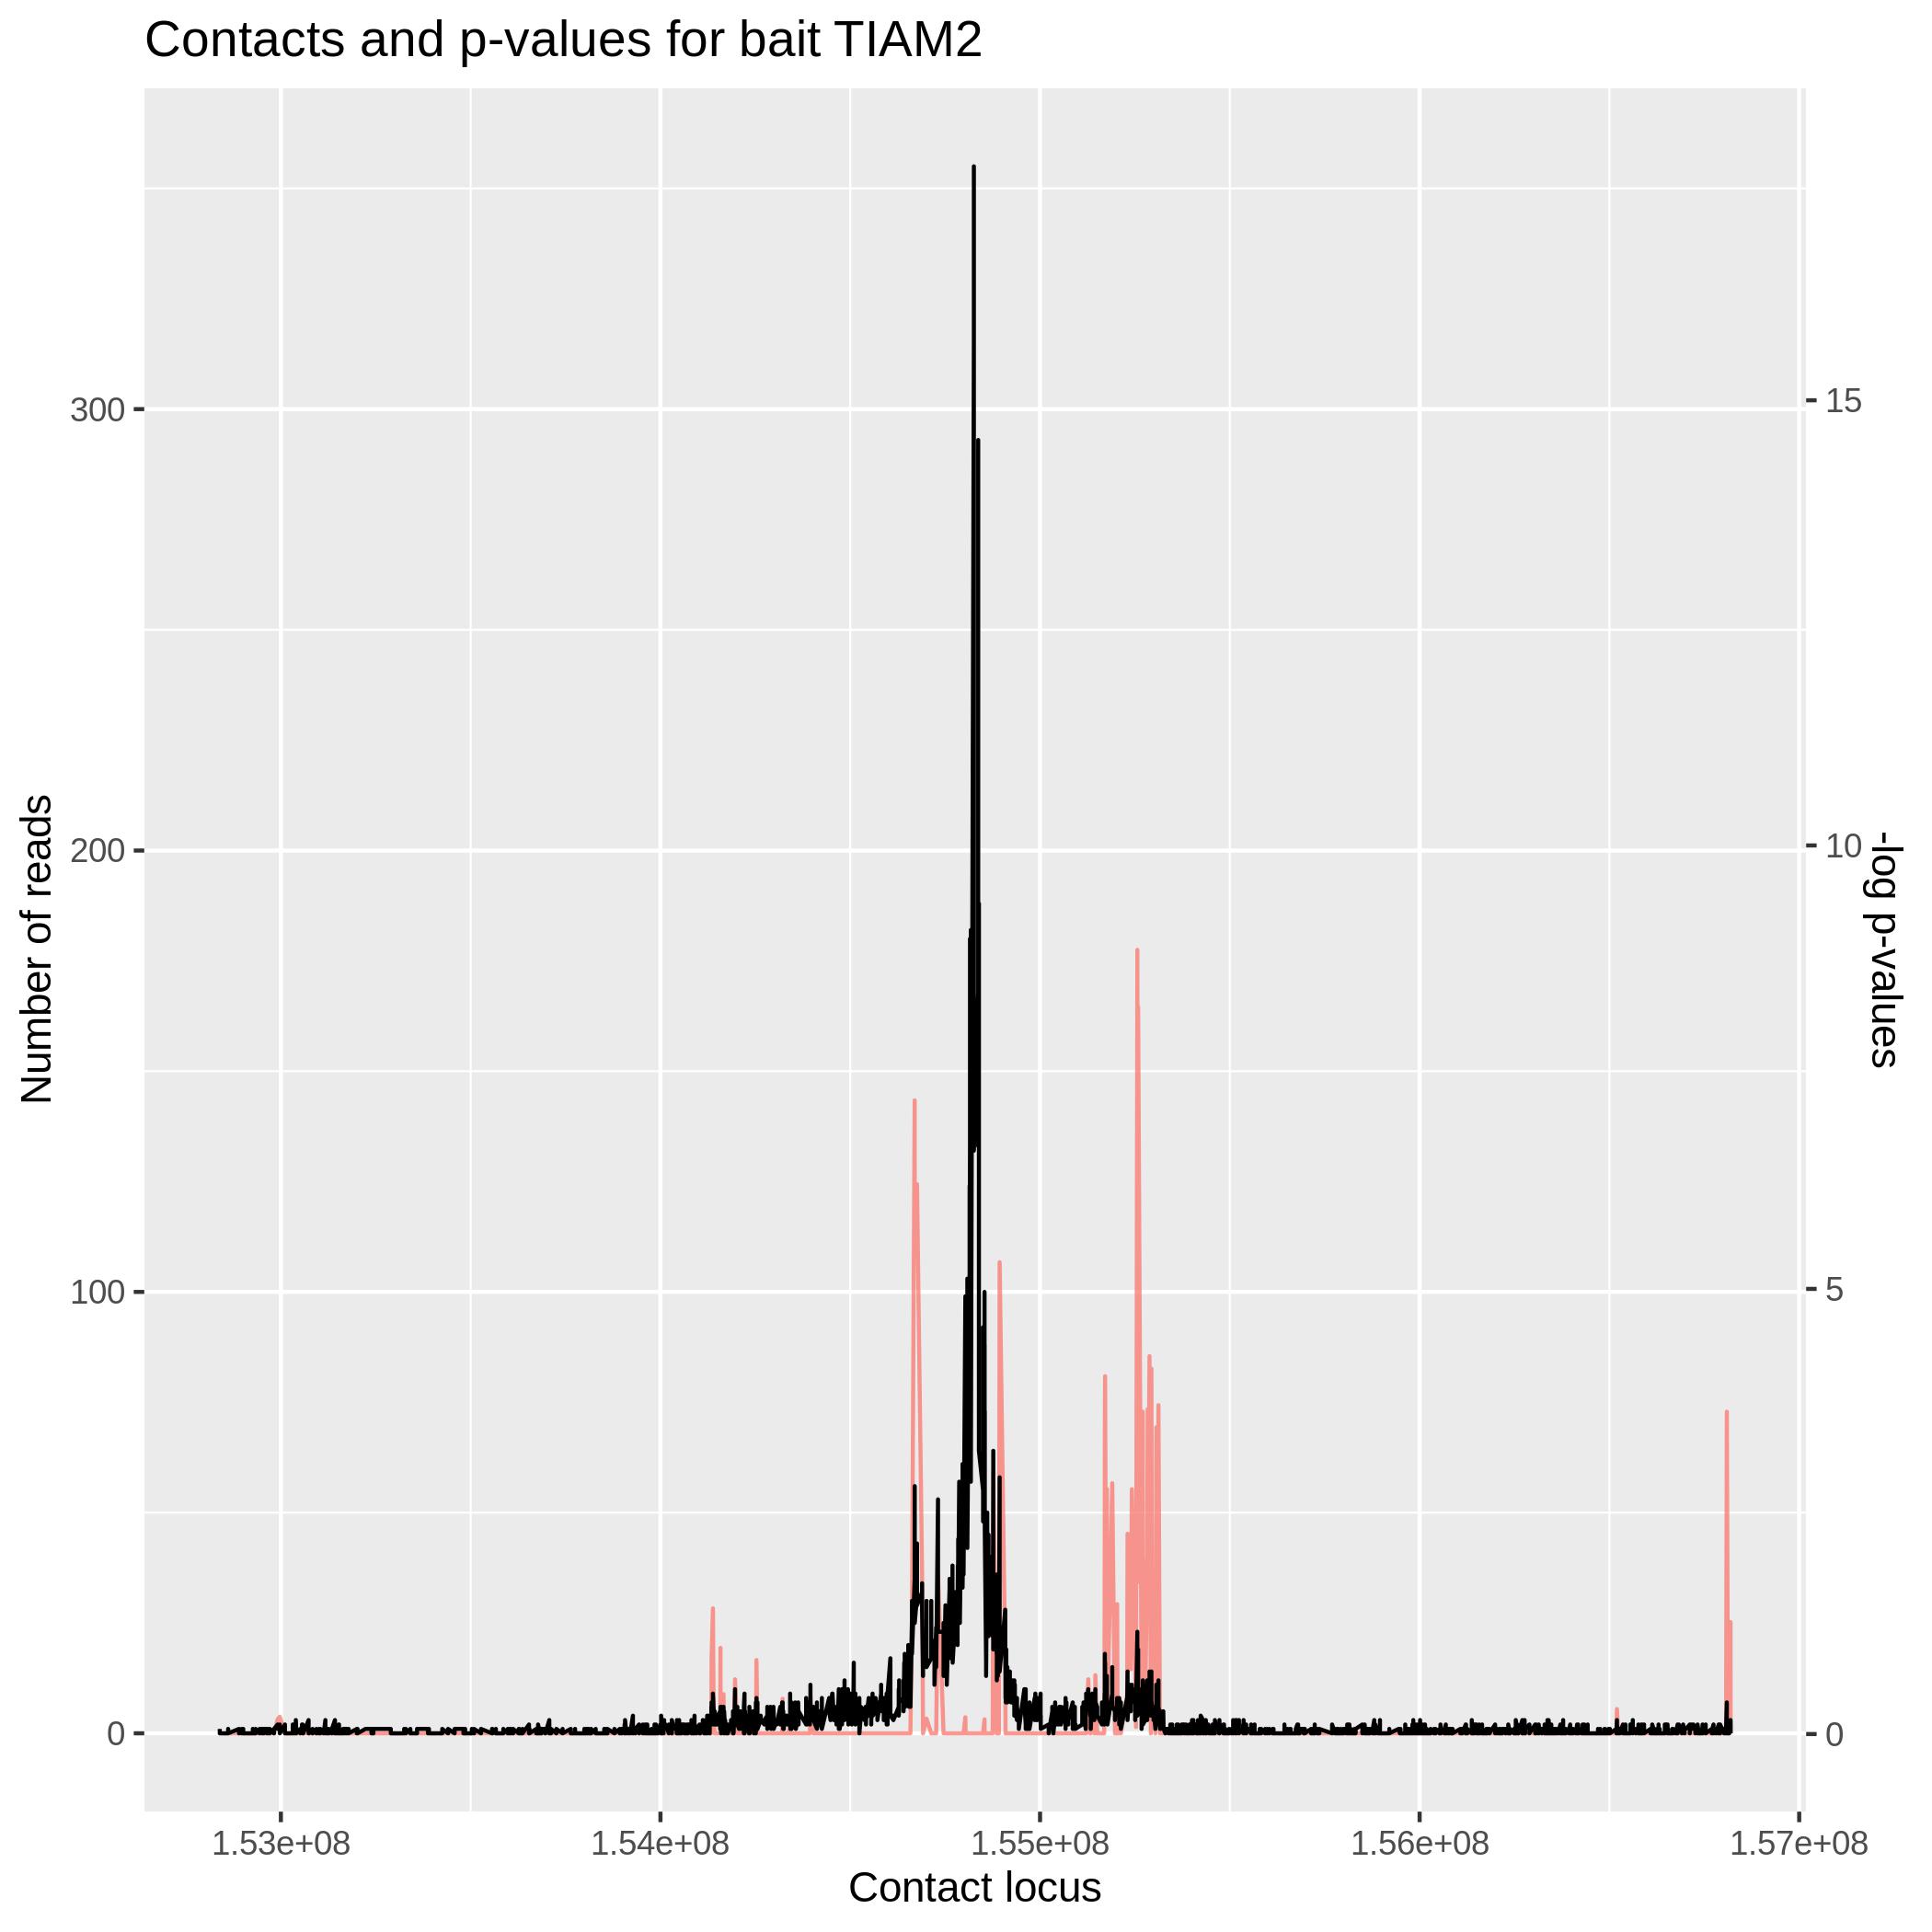 Contacts and p-values for bait TIAM2
300
200
100
0
Number of reads
15
10
5
0
-log p-values
1.53e+08
1.54e+08
1.55e+08
1.56e+08
1.57e+08
Contact locus